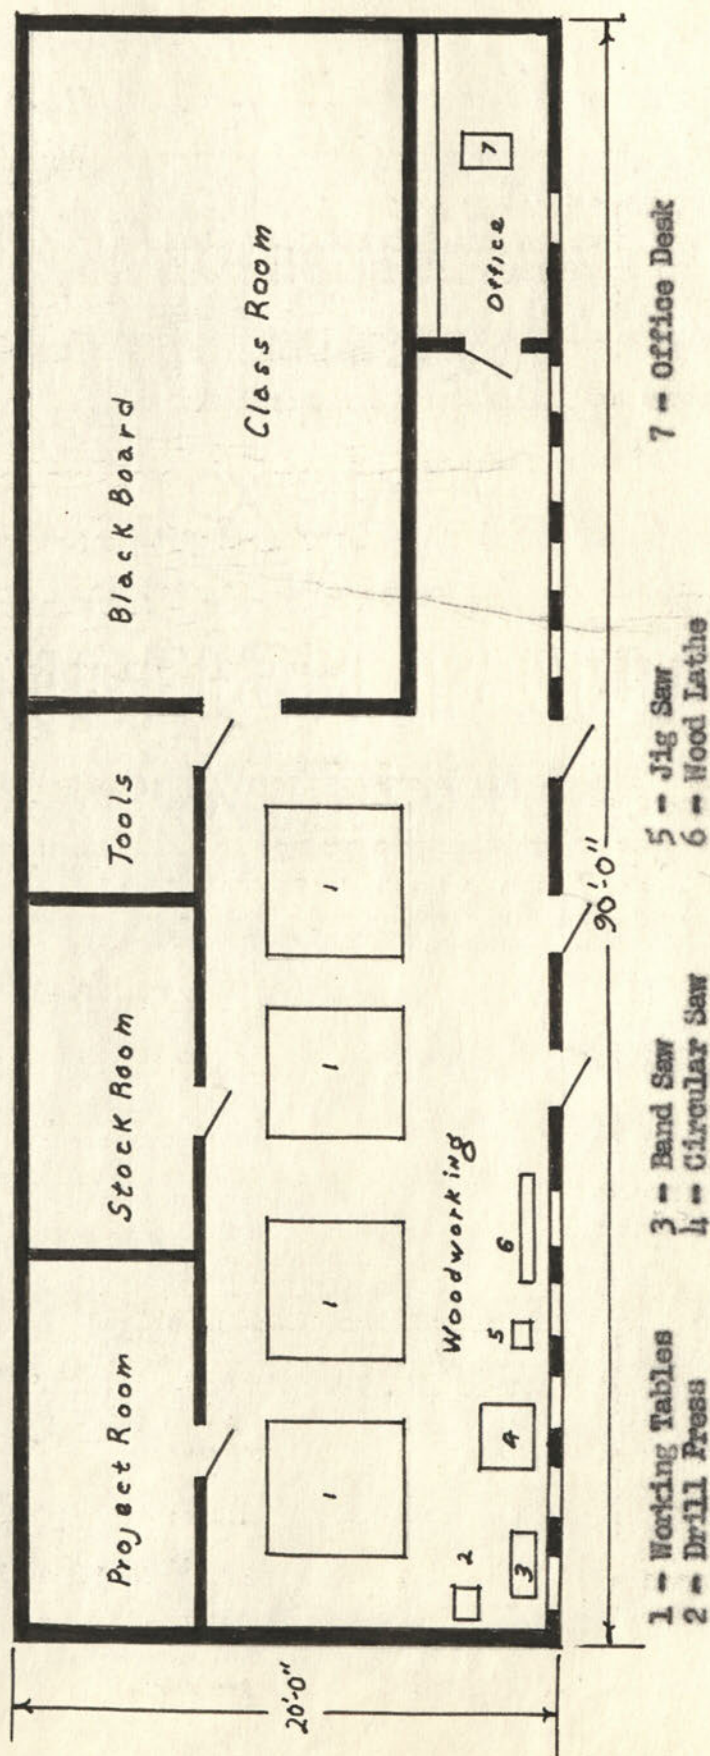 Black Board
Class Room
7
Office
Project Room
Stock Room
Tools
1
1
1
1
Woodworking
2
3
4
5
6
20'-0"
90'-0"
1 - Working Tables
2 - Drill Press
3 - Band Saw
4 - Circular Saw
5 - Jig Saw
6 - Wood Lathe
7 - Office Desk